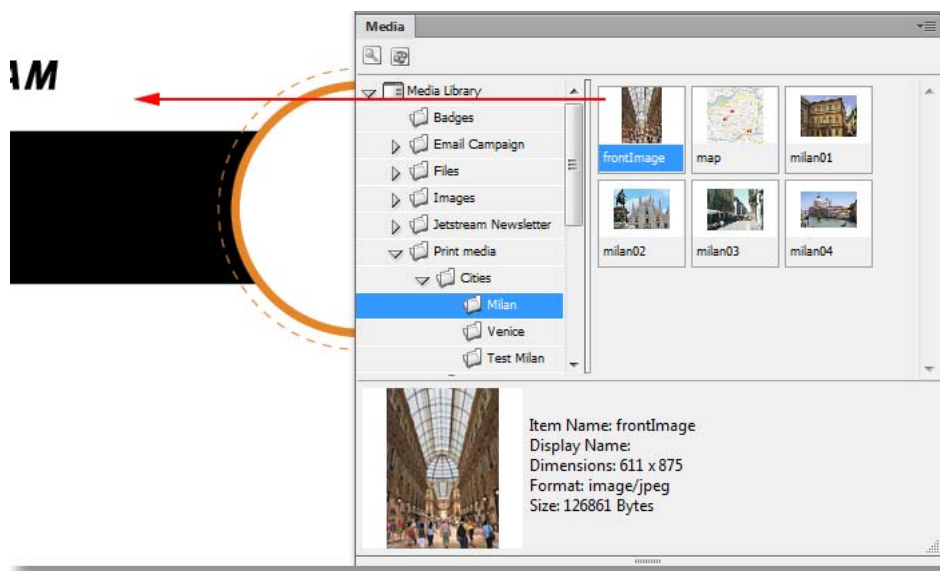 AM
Media
Media Library
Badges
Email Campaign
Files
Images
Jetstream Newsletter
Print media
Cities
Milan
Venice
Test Milan
frontImage
map
milan01
milan02
milan03
milan04
Item Name: frontImage
Display Name:
Dimensions: 611 x 875
Format: image/jpeg
Size: 126861 Bytes